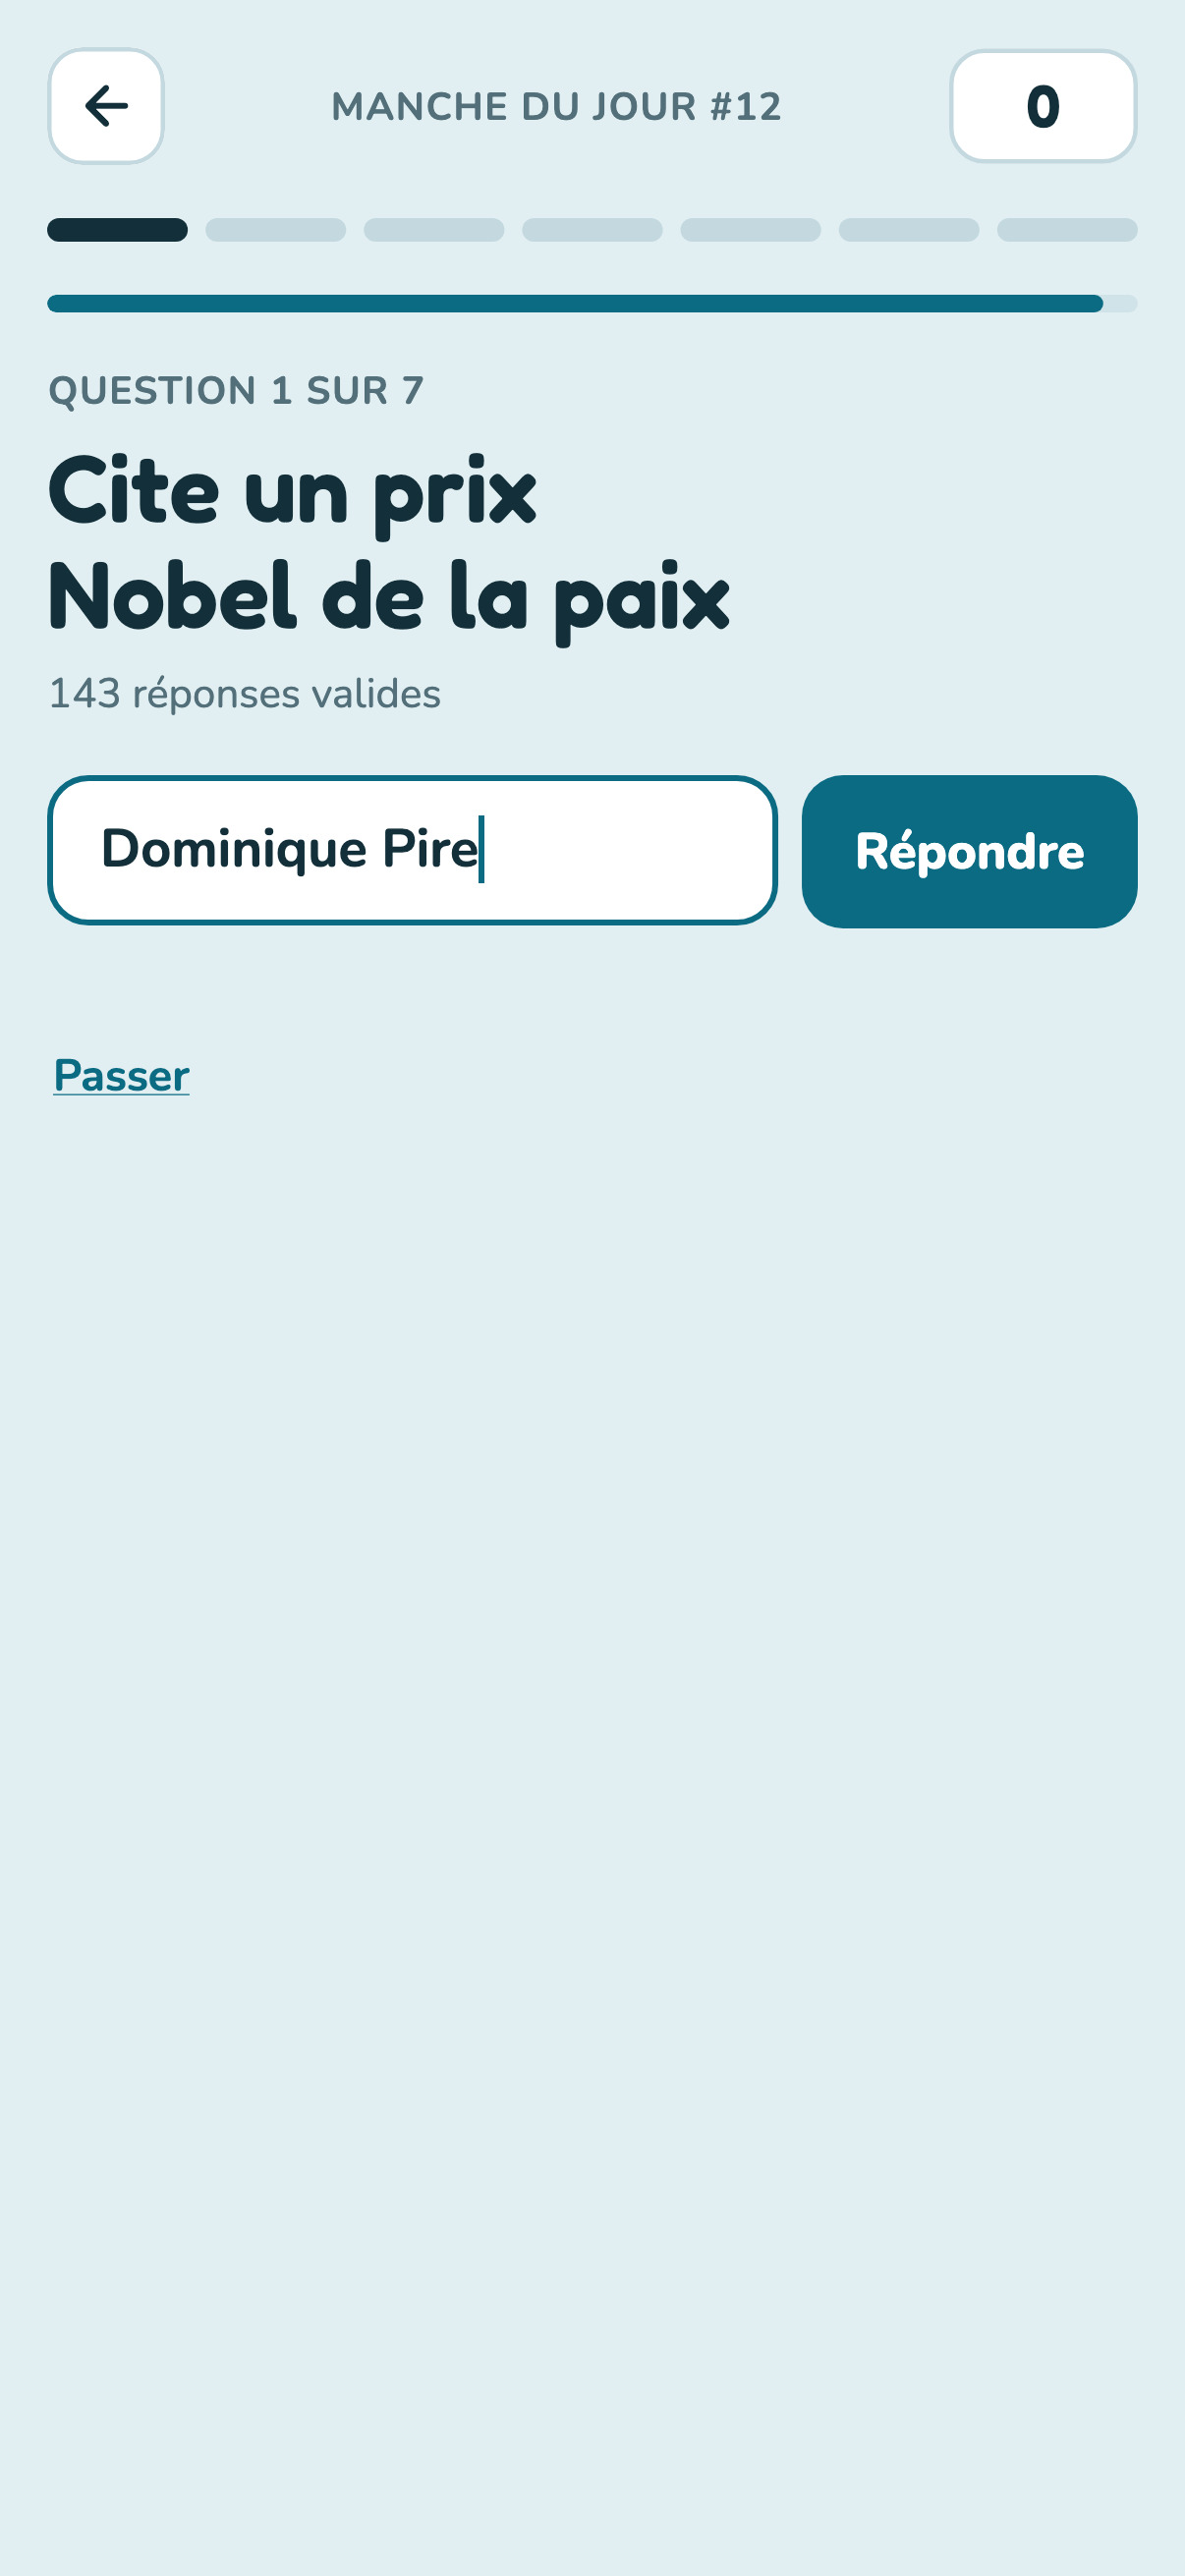 MANCHE DU JOUR #12
0
QUESTION 1 SUR 7
Cite un prix
Nobel de la paix
143 réponses valides
Dominique Pire
Répondre
Passer